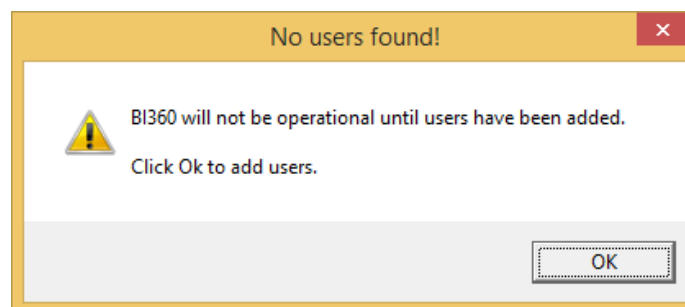 No users found!
BI360 will not be operational until users have been added.
Click Ok to add users.
OK